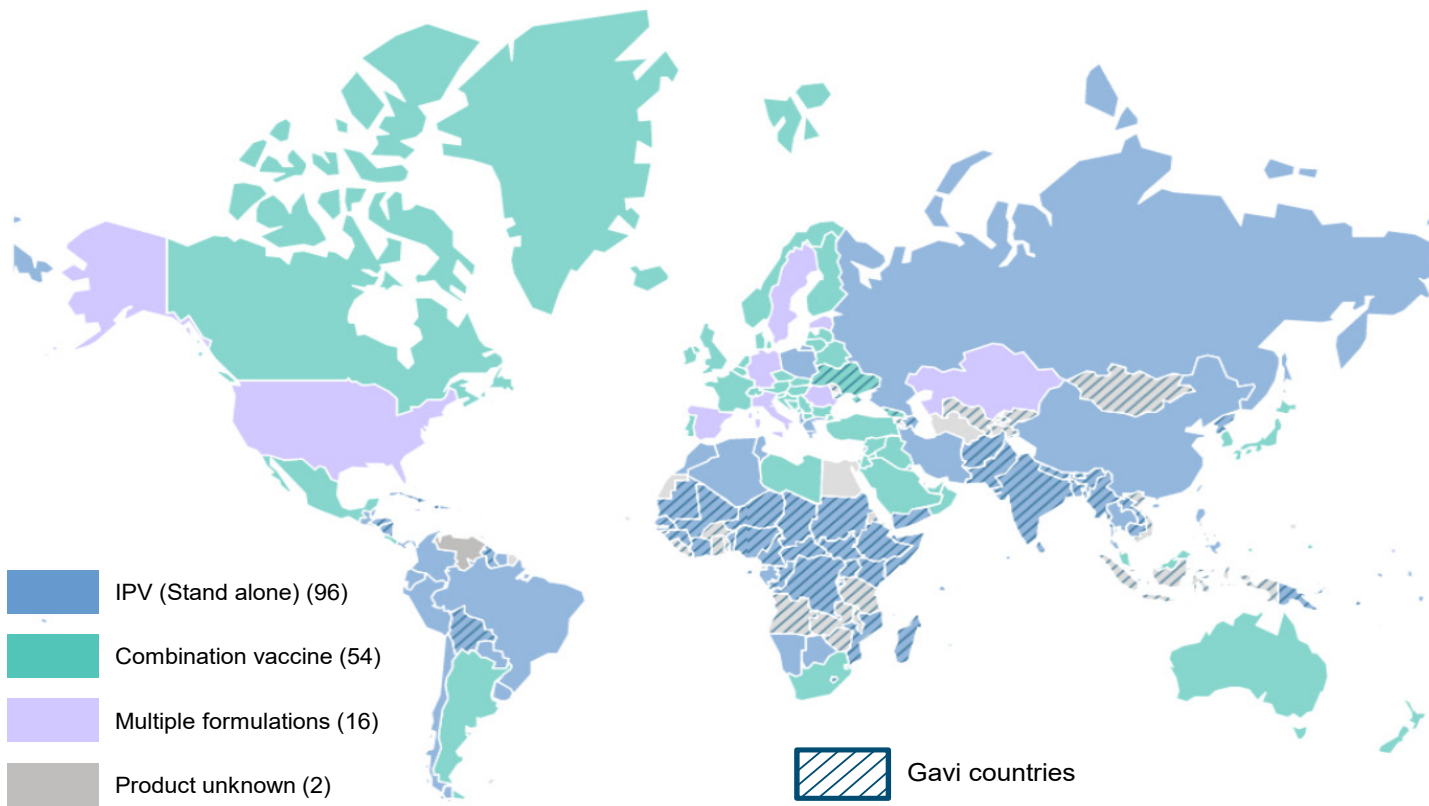 IPV (Stand alone) (96)
Combination vaccine (54)
Multiple formulations (16)
Product unknown (2)
Gavi countries